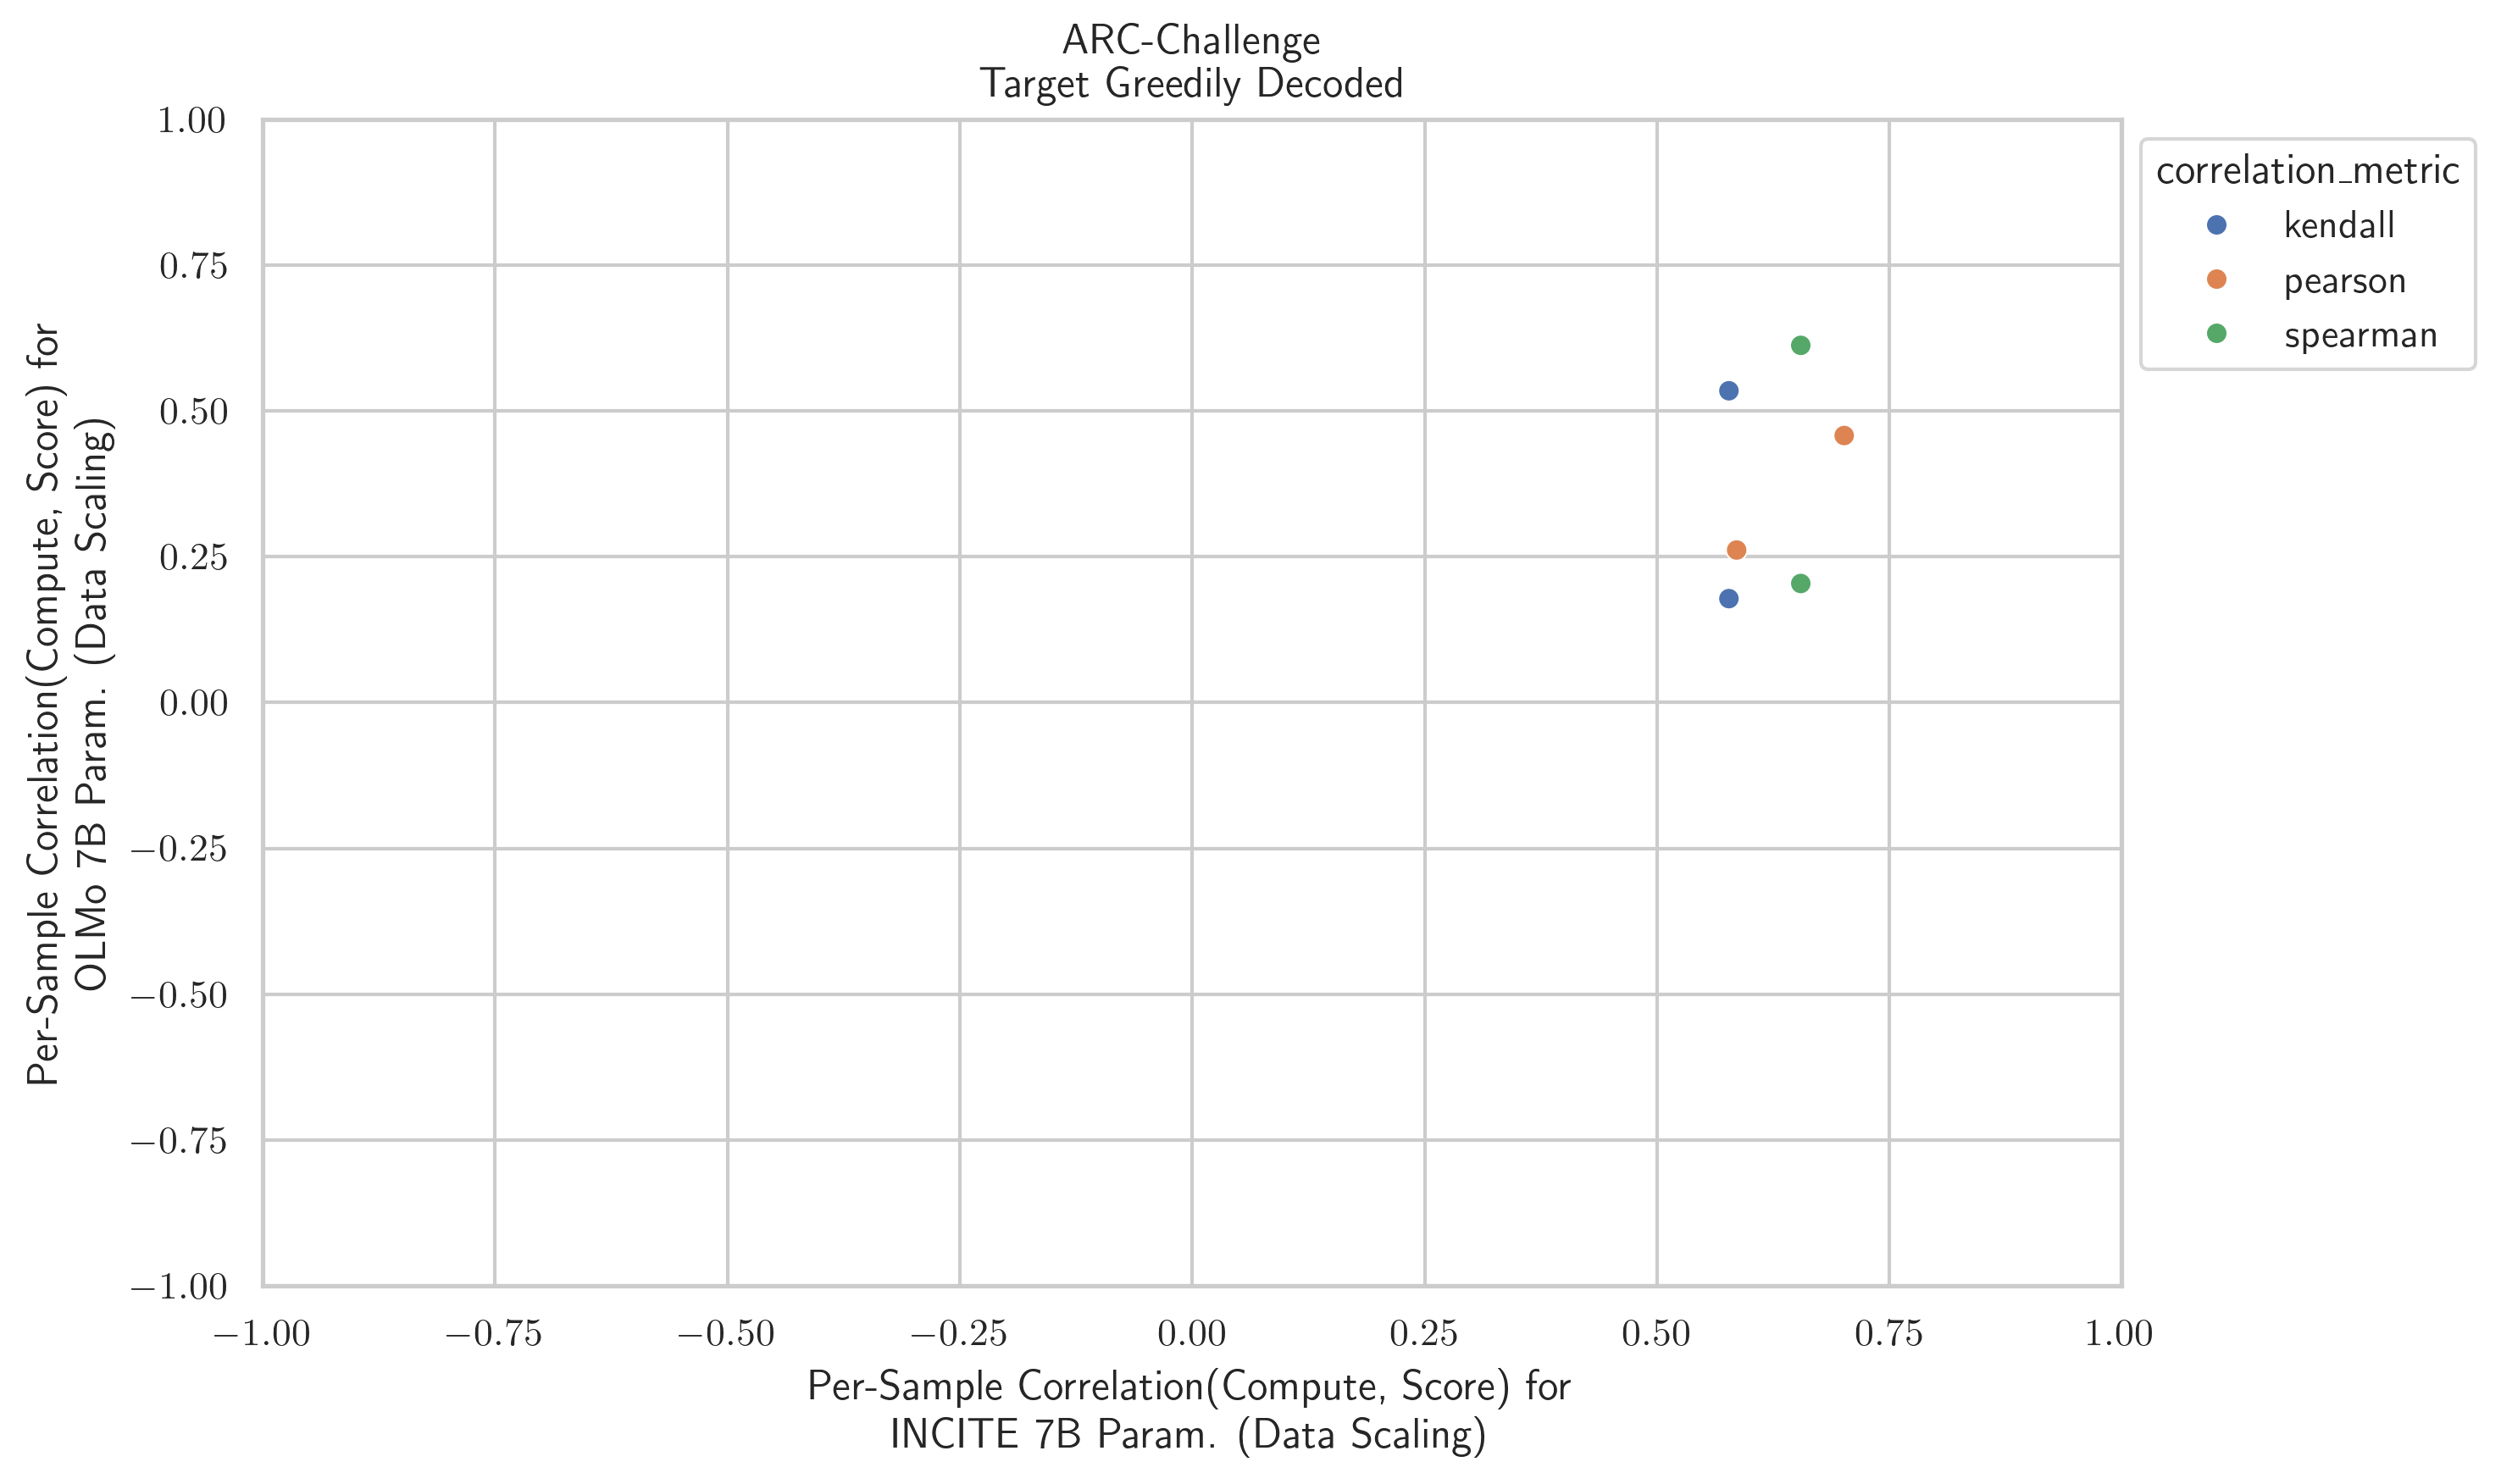 ARC-Challenge
Target Greedily Decoded
Per-Sample Correlation(Compute, Score) for
OLMo 7B Param. (Data Scaling)
1.00
0.75
0.50
0.25
0.00
−0.25
−0.50
−0.75
−1.00
−1.00 −0.75 −0.50 −0.25 0.00 0.25 0.50 0.75 1.00
Per-Sample Correlation(Compute, Score) for
INCITE 7B Param. (Data Scaling)
correlation_metric
kendall
pearson
spearman